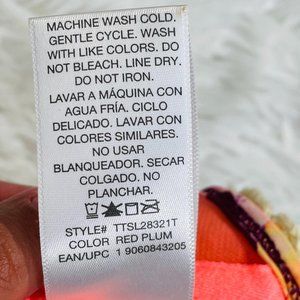 MACHINE WASH COLD.
GENTLE CYCLE. WASH
WITH LIKE COLORS. DO
NOT BLEACH. LINE DRY.
DO NOT IRON.
LAVAR A MÁQUINA CON
AGUA FRÍA. CICLO
DELICADO. LAVAR CON
COLORES SIMILARES.
NO USAR
BLANQUEADOR. SECAR
COLGADO. NO
PLANCHAR.
STYLE# TTSL28321T
COLOR RED PLUM
EAN/UPC 1 9060843205